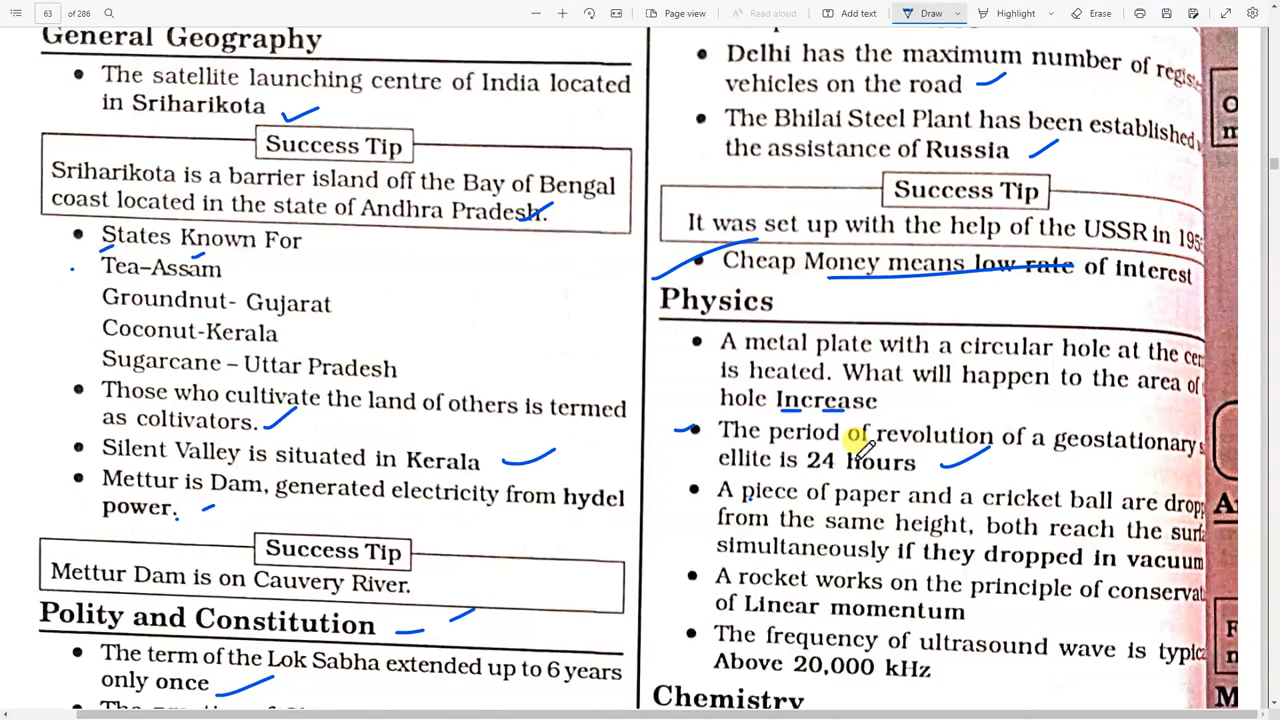 63 of 286
Page view
Read aloud
Add text
Draw
Highlight
Erase
General Geography
• The satellite launching centre of India located
in Sriharikota
Success Tip
Sriharikota is a barrier island off the Bay of Bengal
coast located in the state of Andhra Pradesh.
• States Known For
Tea–Assam
Groundnut- Gujarat
Coconut-Kerala
Sugarcane – Uttar Pradesh
• Those who cultivate the land of others is termed
as coltivators.
• Silent Valley is situated in Kerala
• Mettur is Dam, generated electricity from hydel
power.
Success Tip
Mettur Dam is on Cauvery River.
Polity and Constitution
• The term of the Lok Sabha extended up to 6 years
only once
• Delhi has the maximum number of regis
vehicles on the road
• The Bhilai Steel Plant has been established
the assistance of Russia
Success Tip
It was set up with the help of the USSR in 195
• Cheap Money means low rate of interest
Physics
• A metal plate with a circular hole at the cen
is heated. What will happen to the area of
hole Increase
• The period of revolution of a geostationary s
ellite is 24 hours
• A piece of paper and a cricket ball are dropp
from the same height, both reach the surfa
simultaneously if they dropped in vacuum
• A rocket works on the principle of conservat
of Linear momentum
• The frequency of ultrasound wave is typic
Above 20,000 kHz
Chemistry